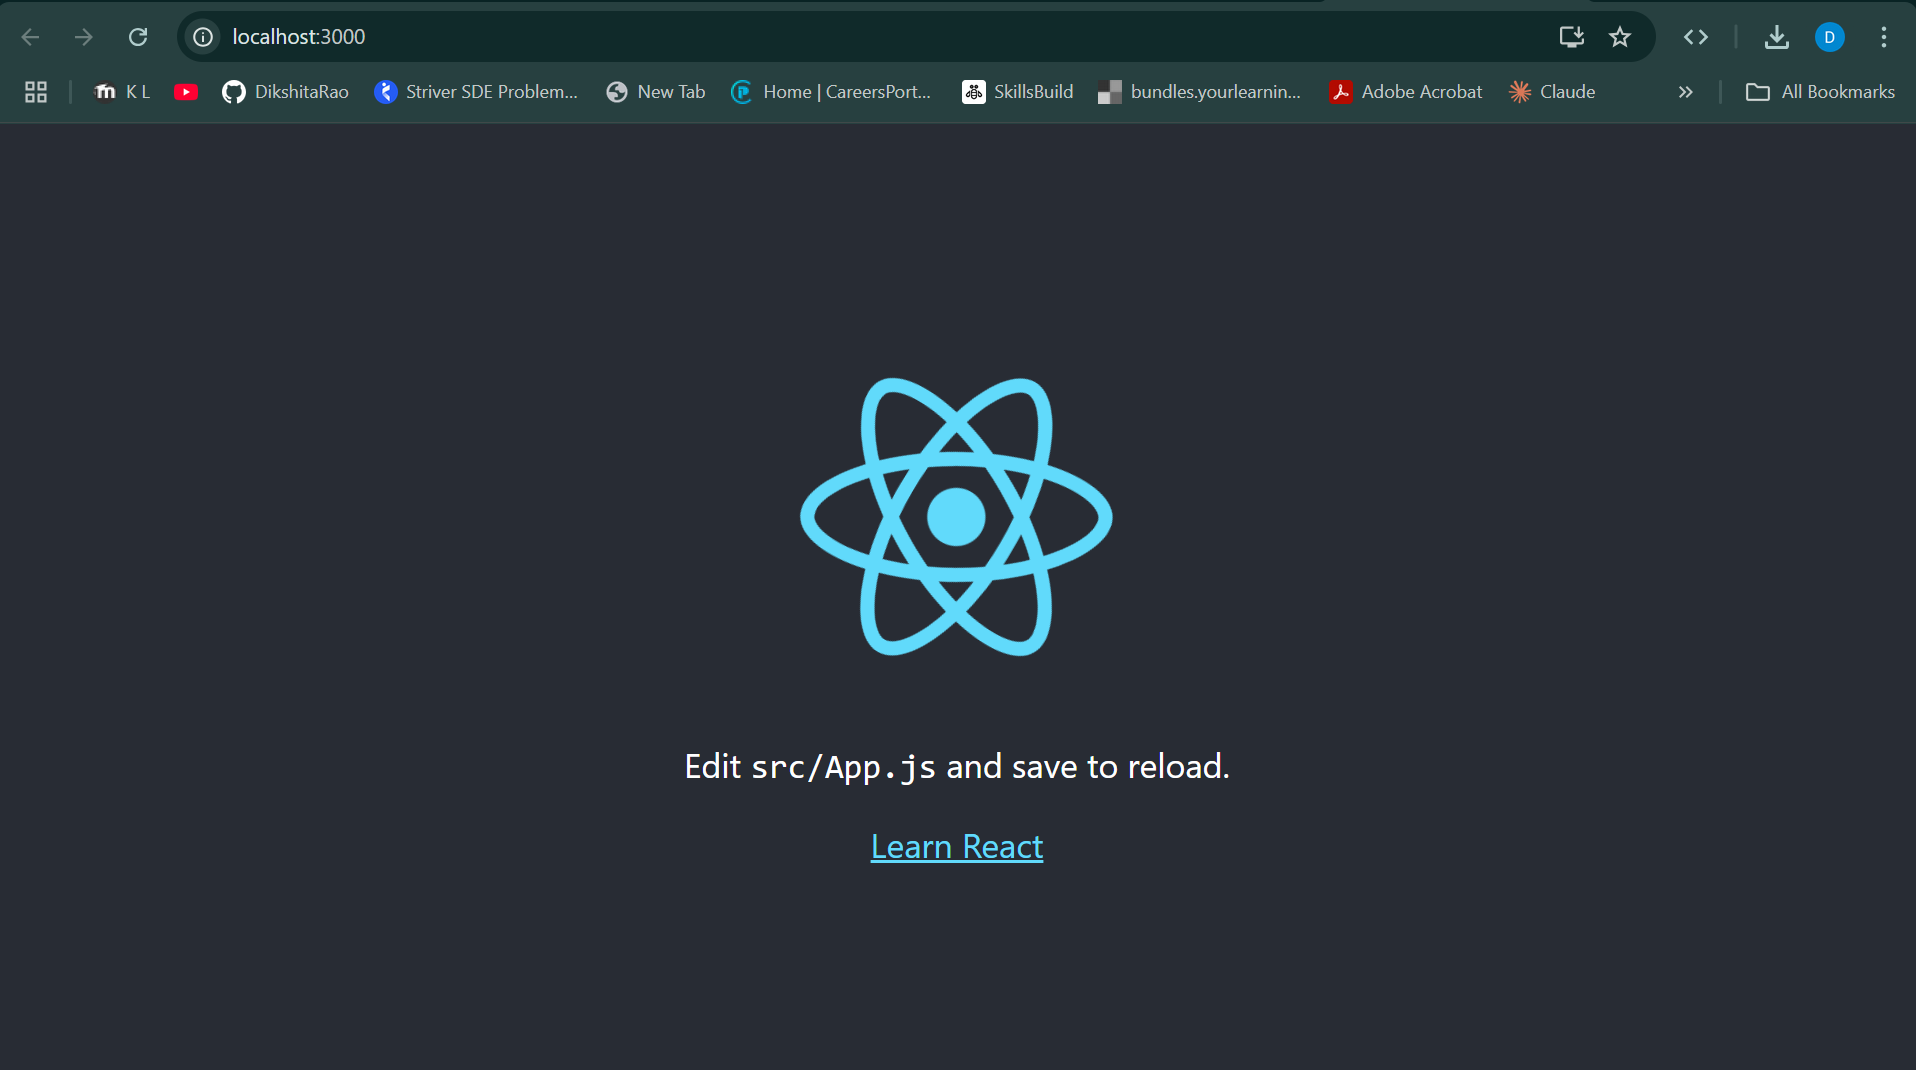 localhost:3000
D
K L
DikshitaRao
Striver SDE Problem...
New Tab
Home | CareersPort...
SkillsBuild
bundles.yourlearnin...
Adobe Acrobat
Claude
All Bookmarks
Edit src/App.js and save to reload.
Learn React